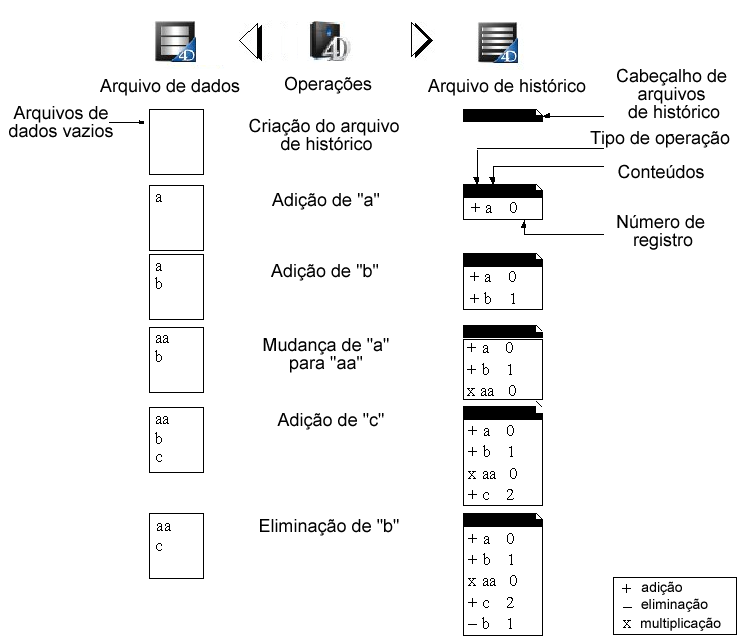 4D
4D
4D
Arquivo de dados
Operações
Arquivo de histórico
Cabeçalho de
arquivos
de histórico
Arquivos de
dados vazios
Criação do arquivo
de histórico
Tipo de operação
Conteúdos
a
Adição de "a"
+ a 0
Número de
registro
a
b
Adição de "b"
+ a 0
+ b 1
aa
b
Mudança de "a"
para "aa"
+ a 0
+ b 1
x aa 0
aa
b
c
Adição de "c"
+ a 0
+ b 1
x aa 0
+ c 2
aa
c
Eliminação de "b"
+ a 0
+ b 1
x aa 0
+ c 2
– b 1
+ adição
– eliminação
x multiplicação